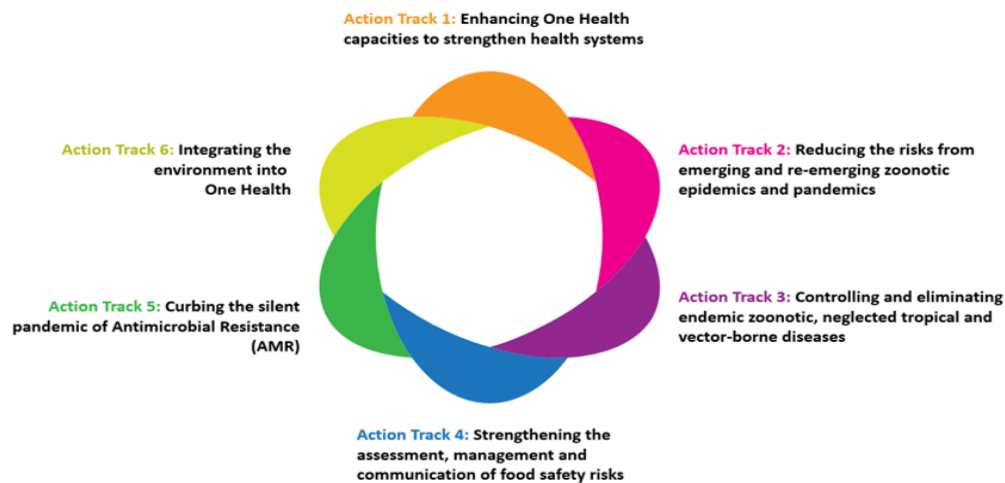 Action Track 1: Enhancing One Health
capacities to strengthen health systems
Action Track 2: Reducing the risks from
emerging and re-emerging zoonotic
epidemics and pandemics
Action Track 3: Controlling and eliminating
endemic zoonotic, neglected tropical and
vector-borne diseases
Action Track 4: Strengthening the
assessment, management and
communication of food safety risks
Action Track 5: Curbing the silent
pandemic of Antimicrobial Resistance
(AMR)
Action Track 6: Integrating the
environment into
One Health